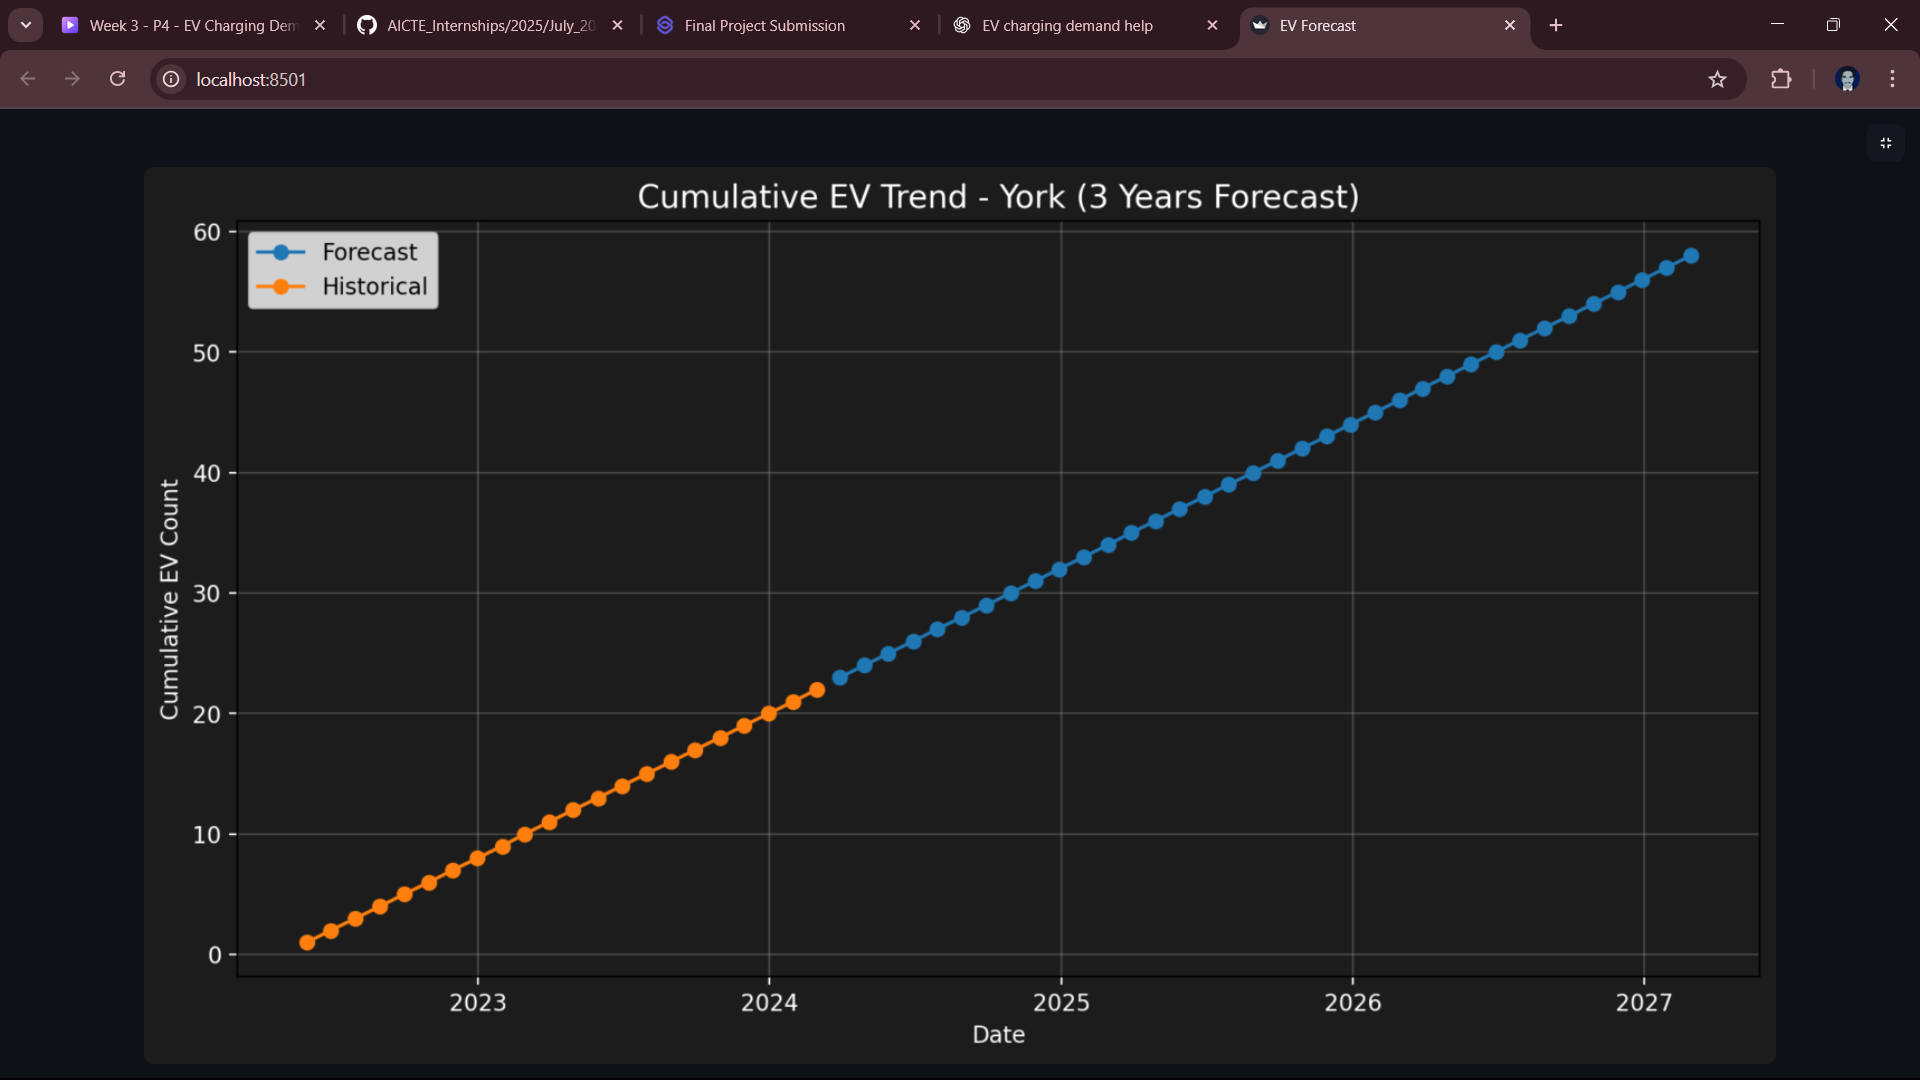 Week 3 - P4 - EV Charging Dem
AICTE_Internships/2025/July_20
Final Project Submission
EV charging demand help
EV Forecast
localhost:8501
Cumulative EV Trend - York (3 Years Forecast)
Forecast
Historical
60
50
40
30
20
10
0
Cumulative EV Count
2023
2024
2025
2026
2027
Date